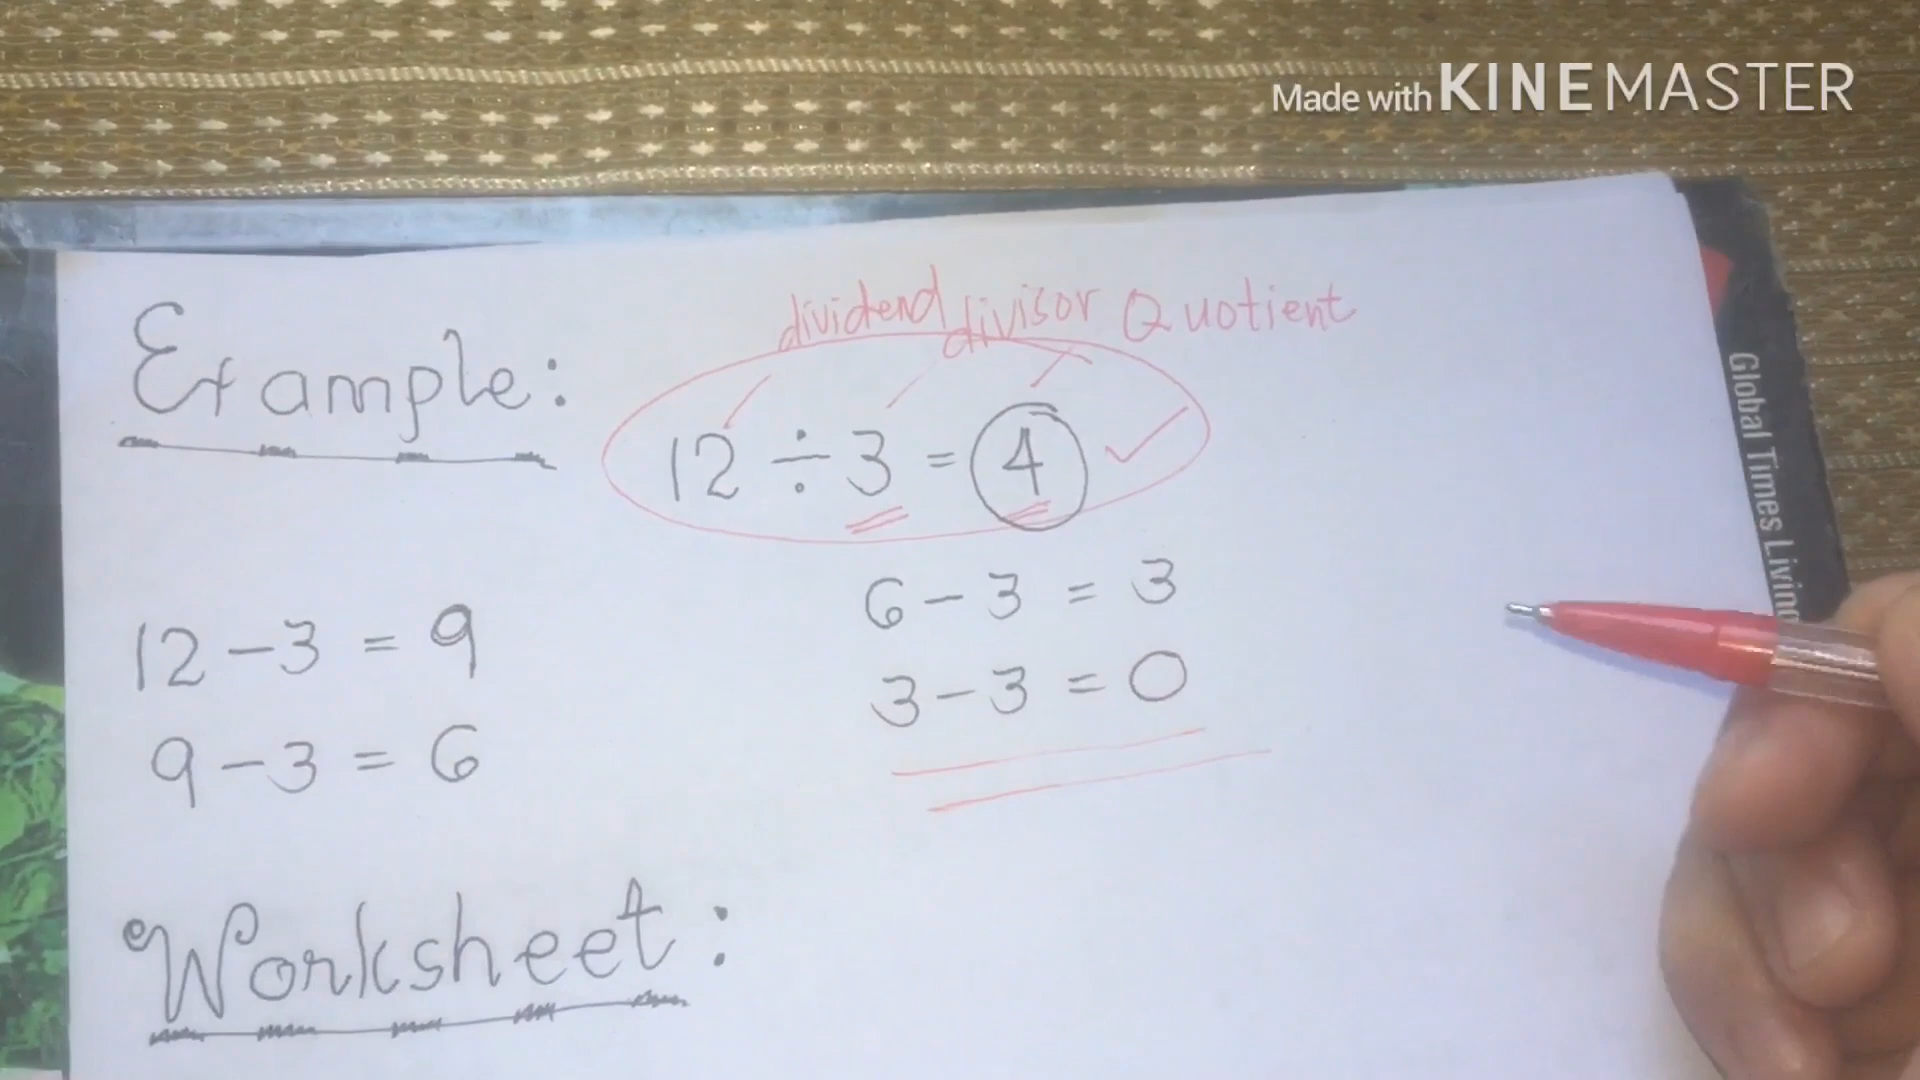 Made with KINEMASTER
dividend divisor Quotient
Example:
12 ÷ 3 = 4
12 - 3 = 9
9 - 3 = 6
6 - 3 = 3
3 - 3 = 0
Worksheet:
Global Times Living